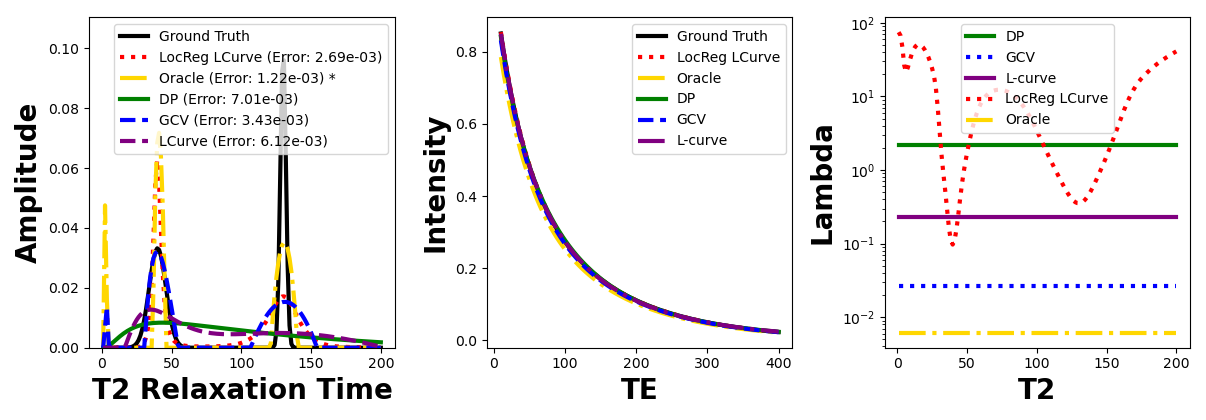 Ground Truth
LocReg LCurve (Error: 2.69e-03)
Oracle (Error: 1.22e-03) *
DP (Error: 7.01e-03)
GCV (Error: 3.43e-03)
LCurve (Error: 6.12e-03)
Amplitude
0.10
0.08
0.06
0.04
0.02
0.00
0 50 100 150 200
T2 Relaxation Time
Ground Truth
LocReg LCurve
Oracle
DP
GCV
L-curve
Intensity
0.8
0.6
0.4
0.2
0.0
0 100 200 300 400
TE
DP
GCV
L-curve
LocReg LCurve
Oracle
Lambda
10²
10¹
10⁰
10⁻¹
10⁻²
0 50 100 150 200
T2